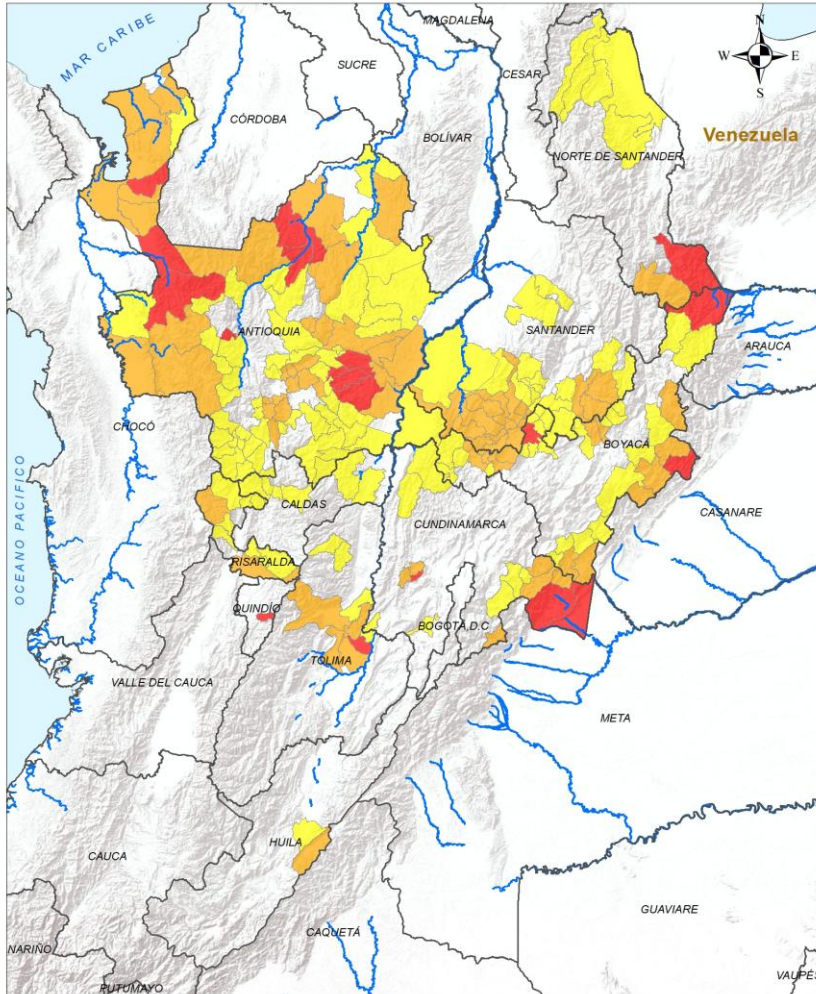 MAGDALENA
N
W E
S
MAR CARIBE
SUCRE
CESAR
CÓRDOBA
BOLÍVAR
Venezuela
NORTE DE SANTANDER
ANTIOQUIA
SANTANDER
ARAUCA
CHOCÓ
BOYACÁ
OCEANO PACIFICO
CALDAS
CASANARE
CUNDINAMARCA
RISARALDA
QUINDÍO
BOGOTÁ, D.C
TOLIMA
VALLE DEL CAUCA
META
HUILA
CAUCA
GUAVIARE
CAQUETÁ
NARIÑO
VAUPÉS
PUTUMAYO